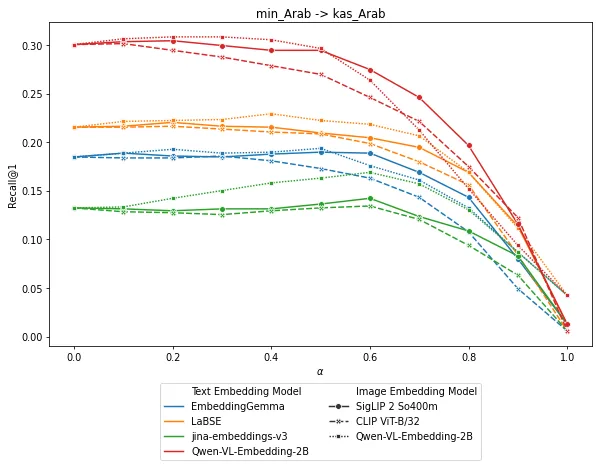 min_Arab -> kas_Arab
Recall@1
0.30
0.25
0.20
0.15
0.10
0.05
0.00
0.0 0.2 0.4 0.6 0.8 1.0
α
Text Embedding Model Image Embedding Model
EmbeddingGemma SigLIP 2 So400m
LaBSE CLIP ViT-B/32
jina-embeddings-v3 Qwen-VL-Embedding-2B
Qwen-VL-Embedding-2B